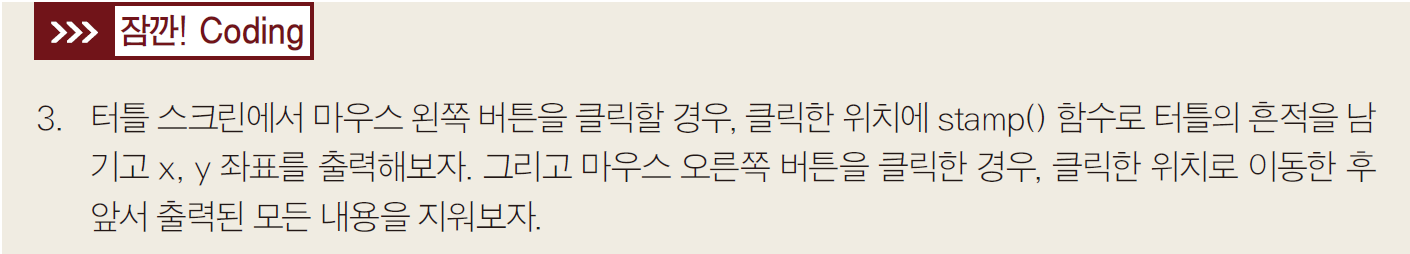 >>> 잠깐! Coding
3. 터틀 스크린에서 마우스 왼쪽 버튼을 클릭할 경우, 클릭한 위치에 stamp() 함수로 터틀의 흔적을 남
기고 x, y 좌표를 출력해보자. 그리고 마우스 오른쪽 버튼을 클릭한 경우, 클릭한 위치로 이동한 후
앞서 출력된 모든 내용을 지워보자.